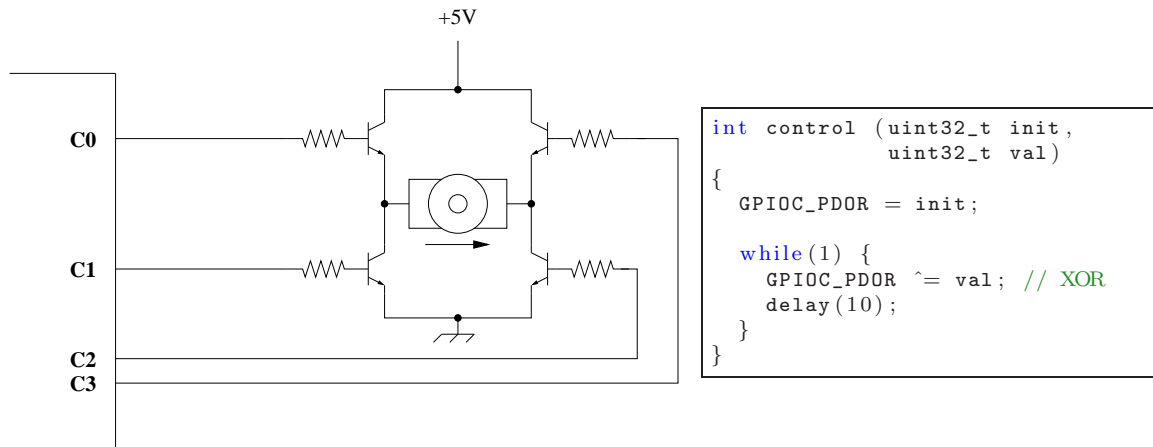 +5V
C0
C1
C2
C3
int control (uint32_t init,
uint32_t val)
{
GPIOC_PDOR = init;
while(1) {
GPIOC_PDOR ^= val; // XOR
delay(10);
}
}